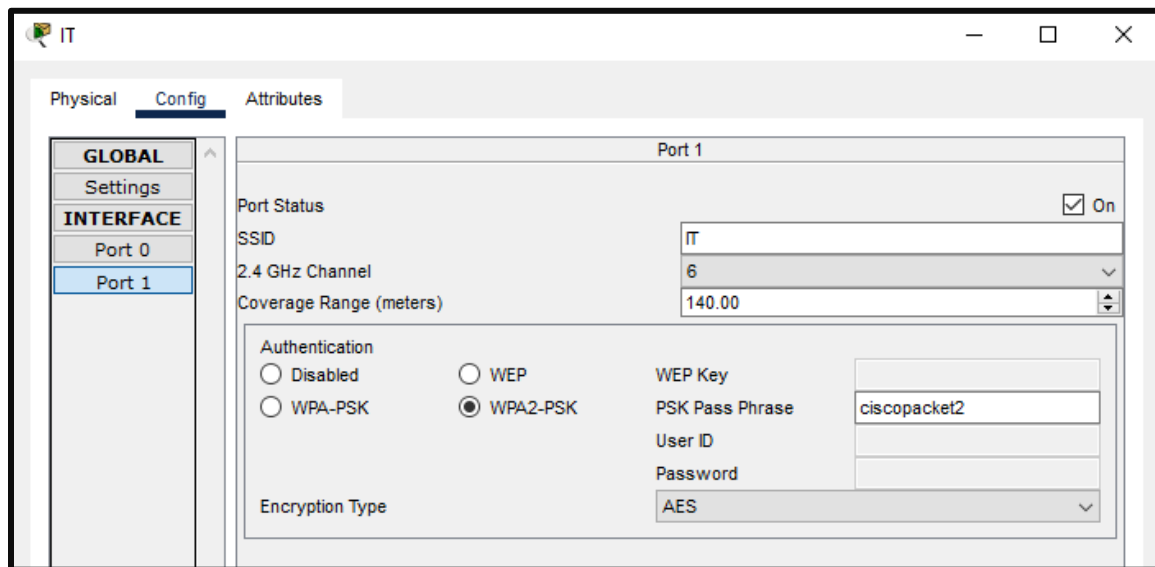 IT
Physical Config Attributes
GLOBAL
Settings
INTERFACE
Port 0
Port 1
Port 1
Port Status On
SSID IT
2.4 GHz Channel 6
Coverage Range (meters) 140.00
Authentication
Disabled WEP WEP Key
WPA-PSK WPA2-PSK PSK Pass Phrase ciscopacket2
User ID
Password
Encryption Type AES